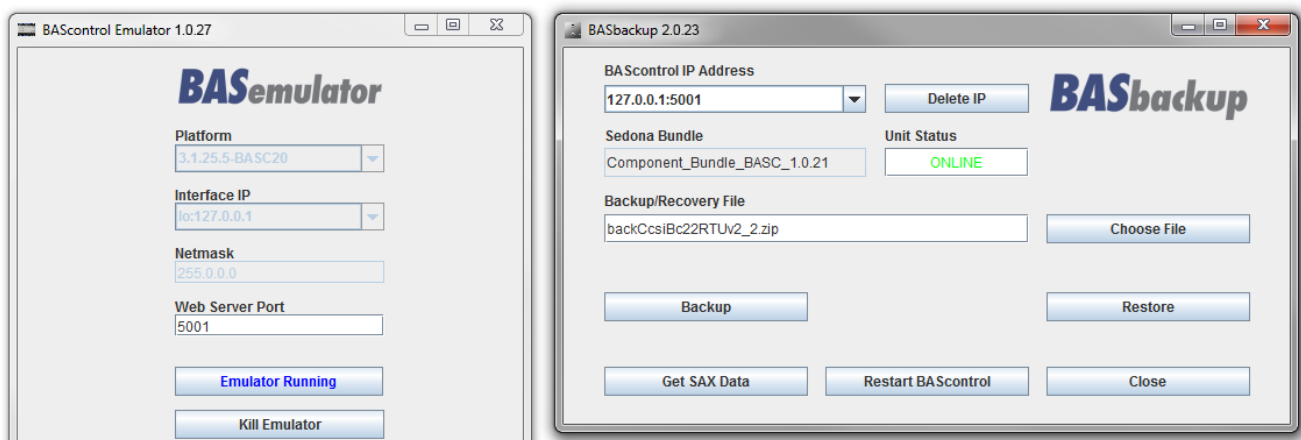 BAScontrol Emulator 1.0.27
BASemulator
Platform
3.1.25.5-BASC20
Interface IP
lo:127.0.0.1
Netmask
255.0.0.0
Web Server Port
5001
Emulator Running
Kill Emulator
BASbackup 2.0.23
BAScontrol IP Address
127.0.0.1:5001
Delete IP
BASbackup
Sedona Bundle
Unit Status
Component_Bundle_BASC_1.0.21
ONLINE
Backup/Recovery File
backCcsiBc22RTUv2_2.zip
Choose File
Backup
Restore
Get SAX Data
Restart BAScontrol
Close